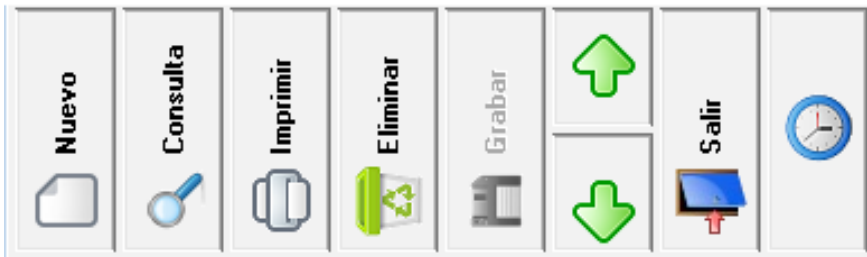 Nuevo
Consulta
Imprimir
Eliminar
Grabar
Salir